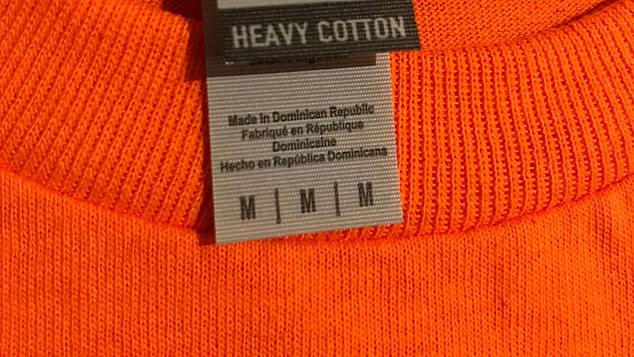 HEAVY COTTON
Made in Dominican Republic
Fabriqué en République
Dominicaine
Hecho en República Dominicana
M | M | M